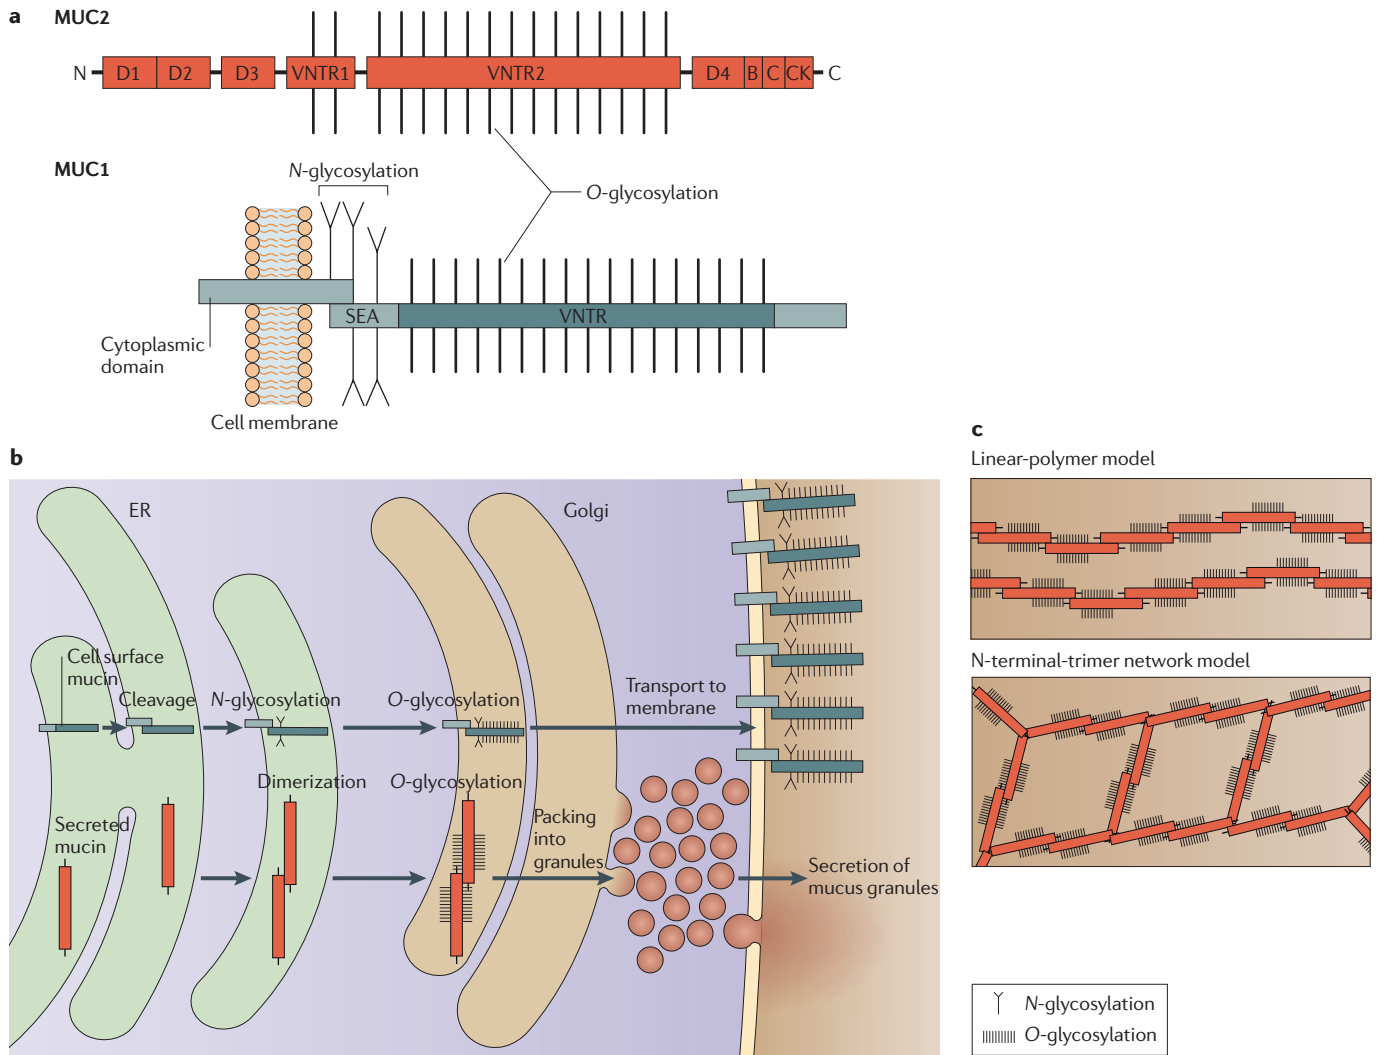 a
MUC2
N
D1
D2
D3
VNTR1
VNTR2
D4
B
C
CK
C
MUC1
N-glycosylation
O-glycosylation
SEA
VNTR
Cytoplasmic
domain
Cell membrane
b
ER
Golgi
Cell surface
mucin
Cleavage
N-glycosylation
O-glycosylation
Transport to
membrane
Dimerization
O-glycosylation
Secreted
mucin
Packing
into
granules
Secretion of
mucus granules
c
Linear-polymer model
N-terminal-trimer network model
N-glycosylation
O-glycosylation